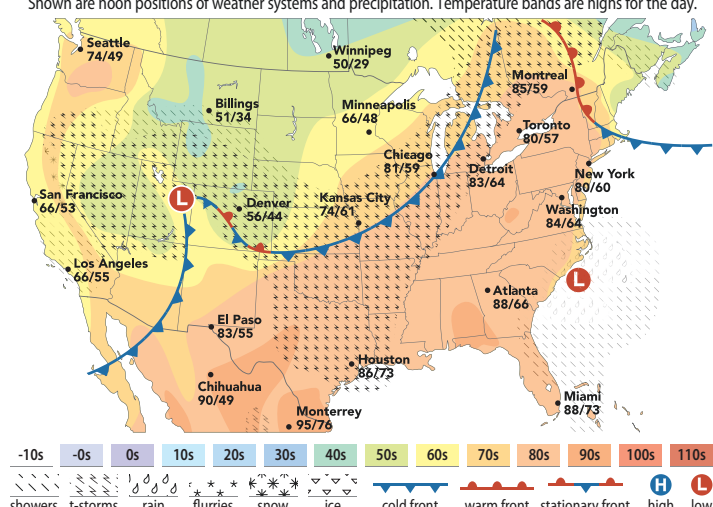 Shown are noon positions of weather systems and precipitation. Temperature bands are highs for the day.
Seattle
74/49
Winnipeg
50/29
Billings
51/34
Minneapolis
66/48
Montreal
85/59
Toronto
80/57
Chicago
81/59
Detroit
83/64
New York
80/60
San Francisco
66/53
L
Denver
56/44
Kansas City
74/61
Washington
84/64
Los Angeles
66/55
L
Atlanta
88/66
El Paso
83/55
Houston
86/73
Chihuahua
90/49
Monterrey
95/76
Miami
88/73
-10s -0s 0s 10s 20s 30s 40s 50s 60s 70s 80s 90s 100s 110s
H L
showers t-storms rain flurries snow ice cold front warm front stationary front high low